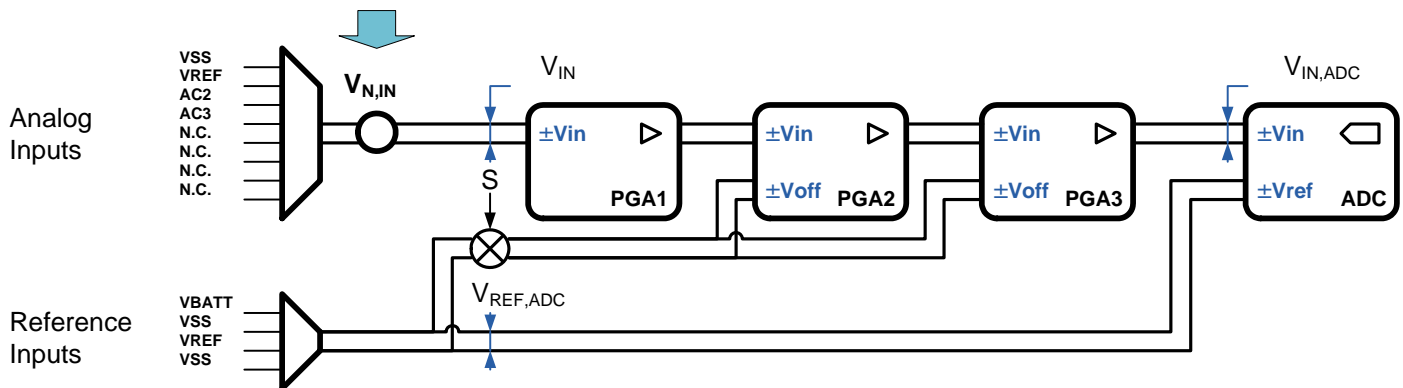 Analog
Inputs
VSS
VREF
AC2
AC3
N.C.
N.C.
N.C.
N.C.
VN,IN
VIN
S
±Vin
PGA1
±Vin
±Voff
PGA2
±Vin
±Voff
PGA3
VIN,ADC
±Vin
±Vref
ADC
Reference
Inputs
VBATT
VSS
VREF
VSS
VREF,ADC